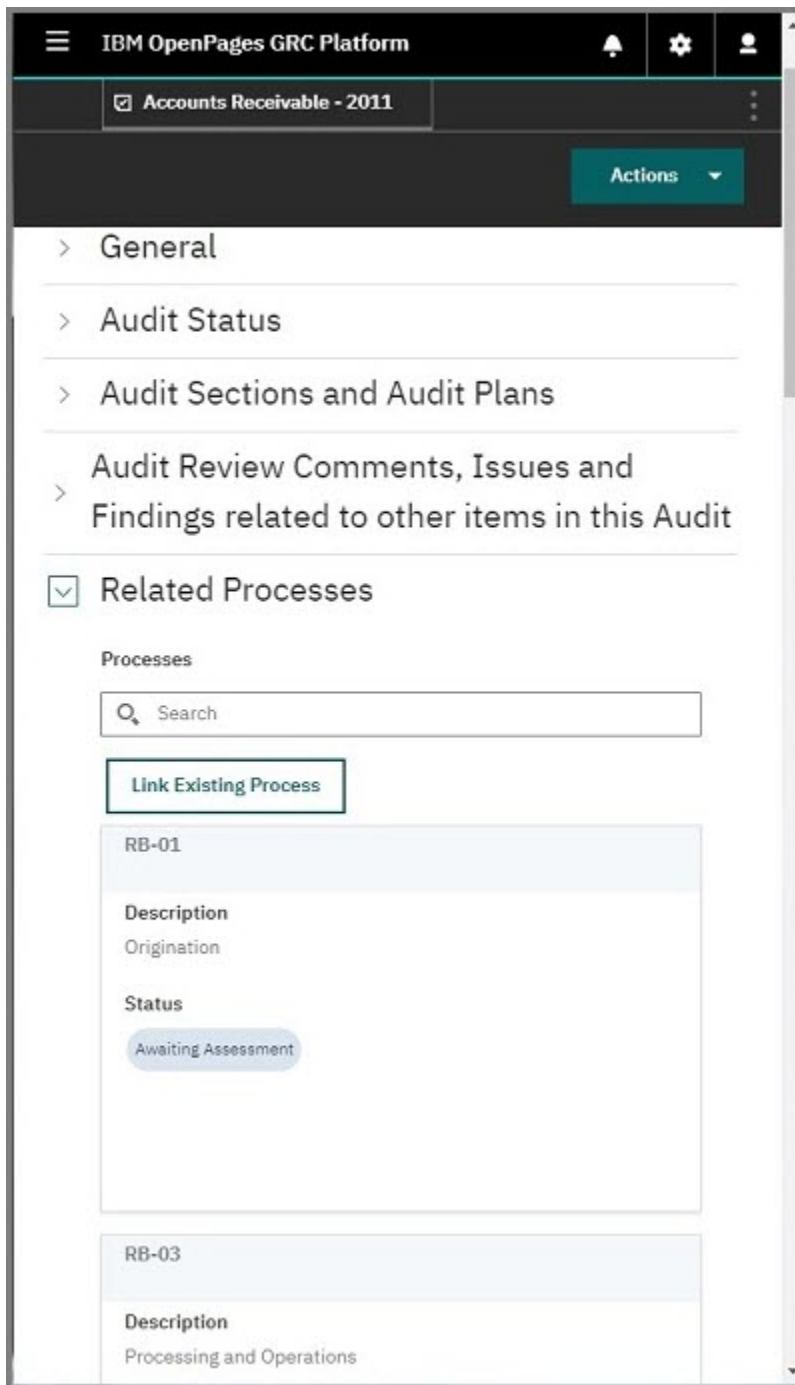 IBM OpenPages GRC Platform
Accounts Receivable - 2011
Actions
General
Audit Status
Audit Sections and Audit Plans
Audit Review Comments, Issues and
Findings related to other items in this Audit
Related Processes
Processes
Search
Link Existing Process
RB-01
Description
Origination
Status
Awaiting Assessment
RB-03
Description
Processing and Operations